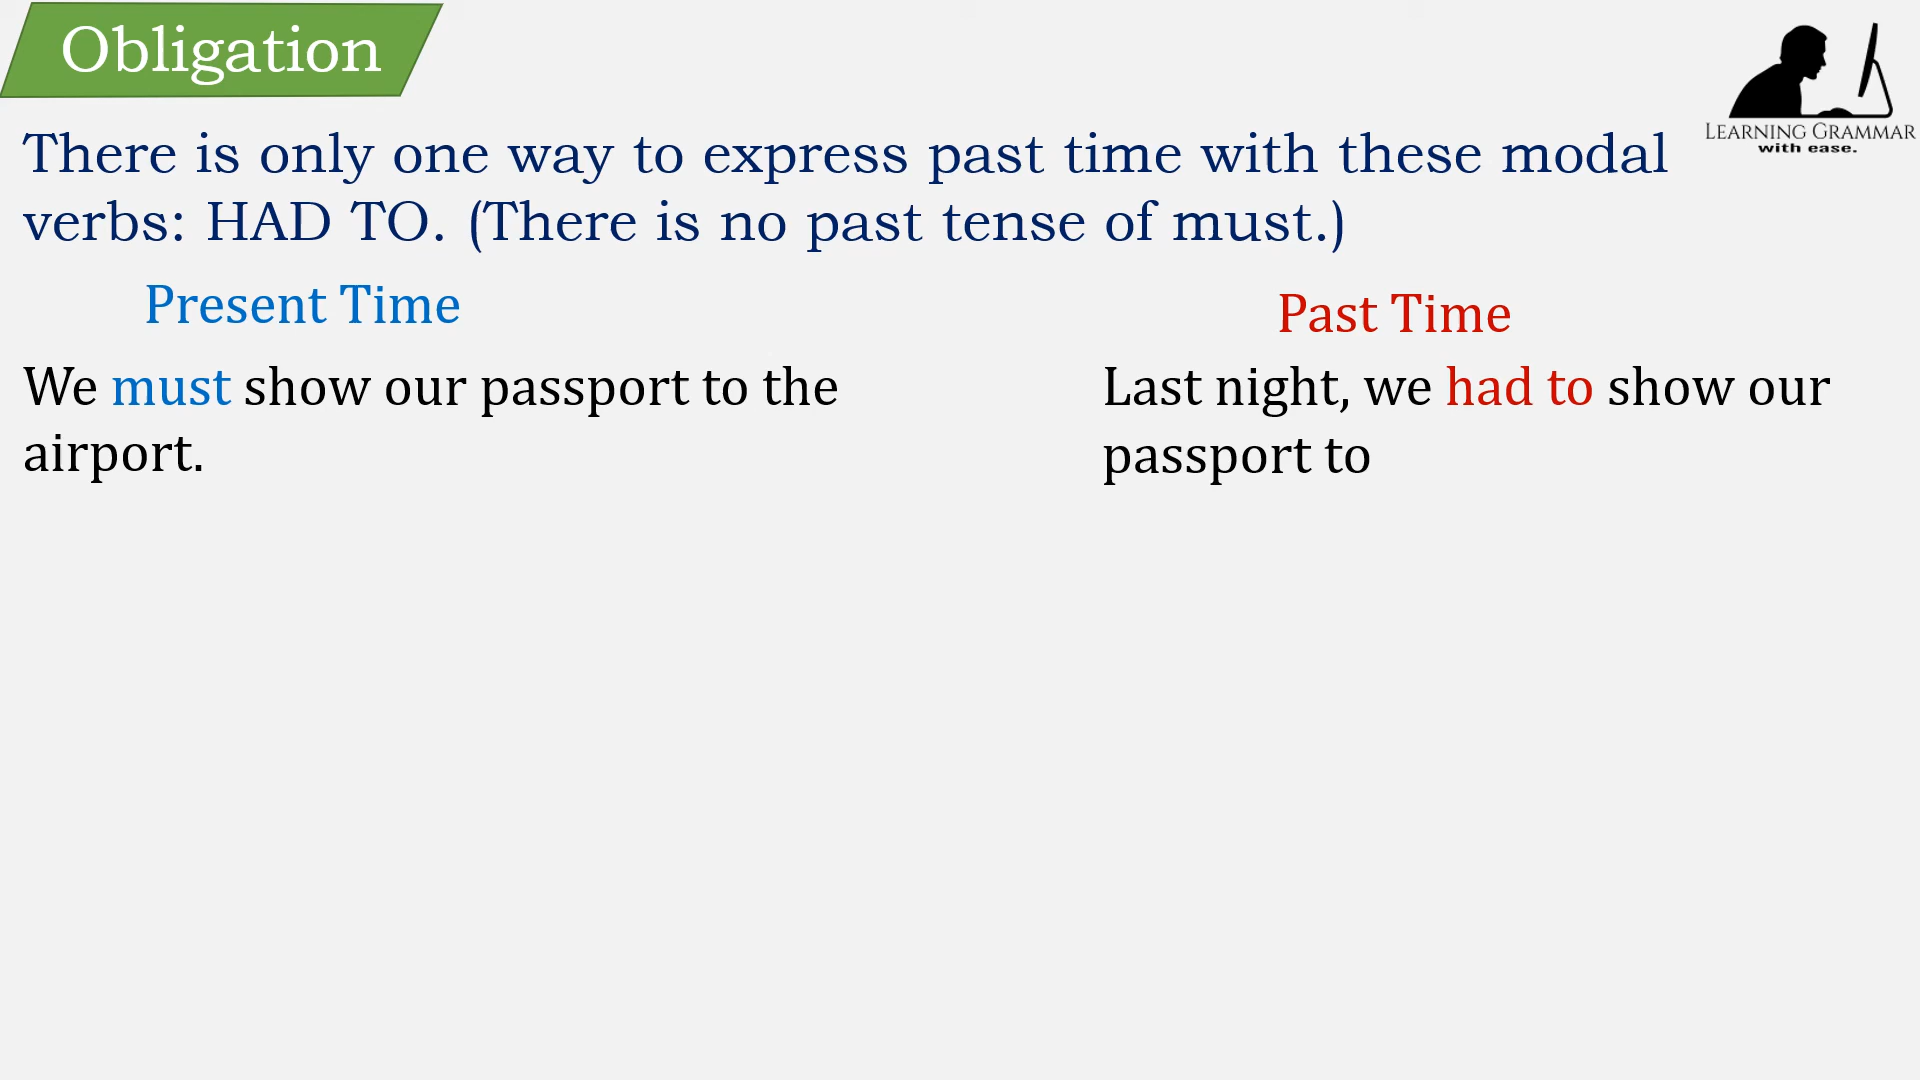 Obligation
LEARNING GRAMMAR
with ease.
There is only one way to express past time with these modal
verbs: HAD TO. (There is no past tense of must.)
Present Time
Past Time
We must show our passport to the
airport.
Last night, we had to show our
passport to